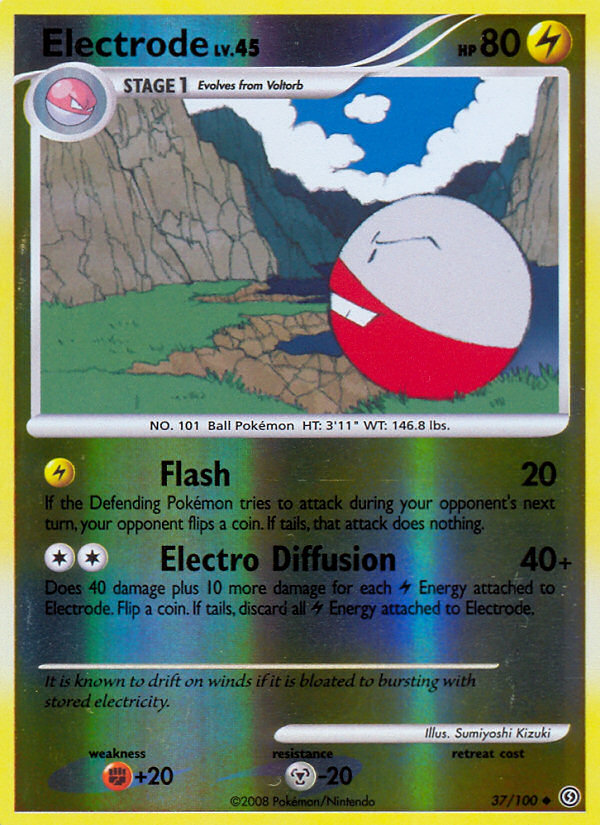 Electrode LV.45 HP 80
STAGE 1 Evolves from Voltorb
NO. 101 Ball Pokémon HT: 3'11" WT: 146.8 lbs.
Flash 20
If the Defending Pokémon tries to attack during your opponent's next
turn, your opponent flips a coin. If tails, that attack does nothing.
Electro Diffusion 40+
Does 40 damage plus 10 more damage for each Energy attached to
Electrode. Flip a coin. If tails, discard all Energy attached to Electrode.
It is known to drift on winds if it is bloated to bursting with
stored electricity.
Illus. Sumiyoshi Kizuki
weakness resistance retreat cost
+20 -20
©2008 Pokémon/Nintendo 37/100